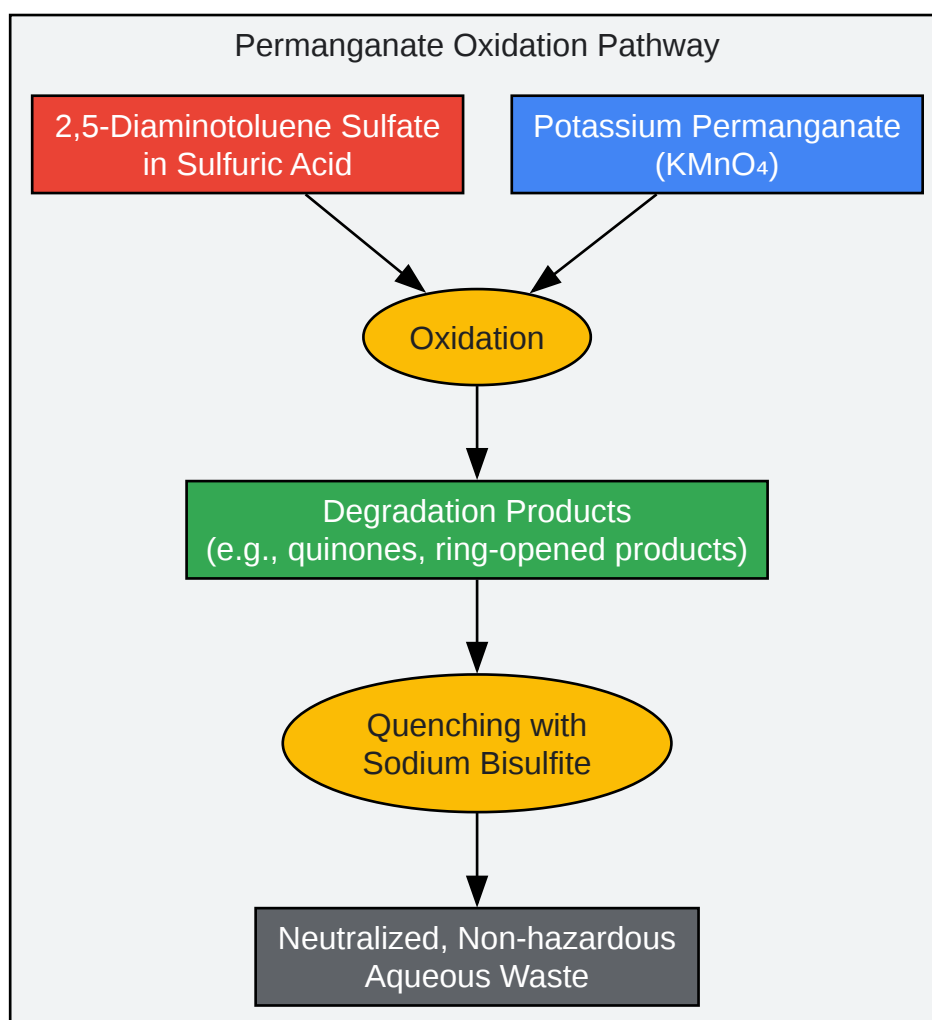 Permanganate Oxidation Pathway
2,5-Diaminotoluene Sulfate
in Sulfuric Acid
Potassium Permanganate
(KMnO₄)
Oxidation
Degradation Products
(e.g., quinones, ring-opened products)
Quenching with
Sodium Bisulfite
Neutralized, Non-hazardous
Aqueous Waste